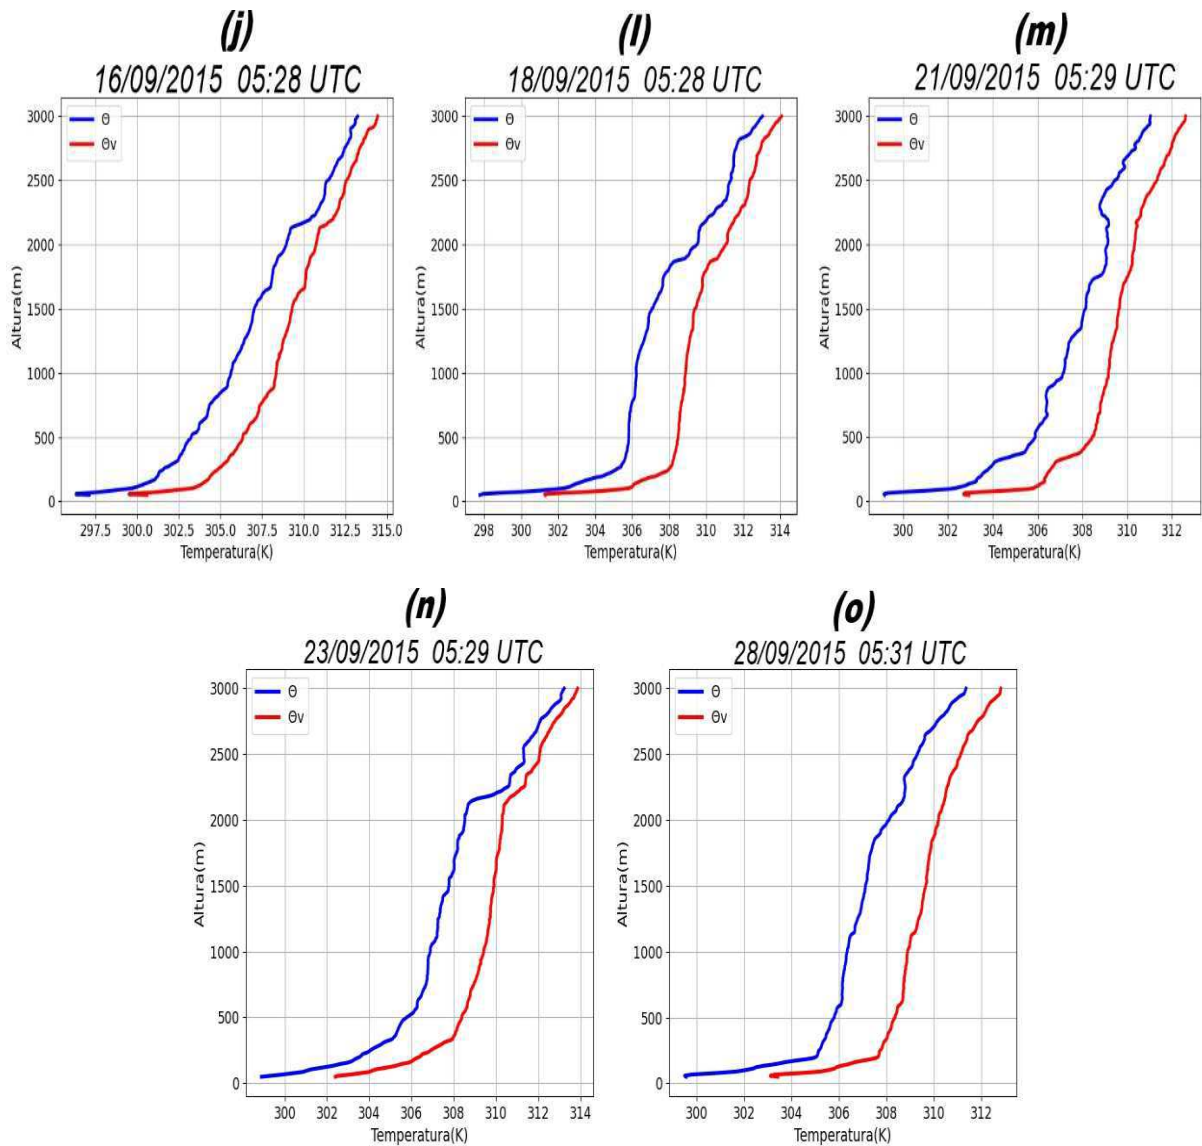 (j)
16/09/2015 05:28 UTC
Θ
Θv
3000
2500
2000
1500
1000
500
0
Altura(m)
297.5 300.0 302.5 305.0 307.5 310.0 312.5 315.0
Temperatura(K)
(l)
18/09/2015 05:28 UTC
Θ
Θv
3000
2500
2000
1500
1000
500
0
Altura(m)
298 300 302 304 306 308 310 312 314
Temperatura(K)
(m)
21/09/2015 05:29 UTC
Θ
Θv
3000
2500
2000
1500
1000
500
0
Altura(m)
300 302 304 306 308 310 312
Temperatura(K)
(n)
23/09/2015 05:29 UTC
Θ
Θv
3000
2500
2000
1500
1000
500
0
Altura(m)
300 302 304 306 308 310 312 314
Temperatura(K)
(o)
28/09/2015 05:31 UTC
Θ
Θv
3000
2500
2000
1500
1000
500
0
Altura(m)
300 302 304 306 308 310 312
Temperatura(K)